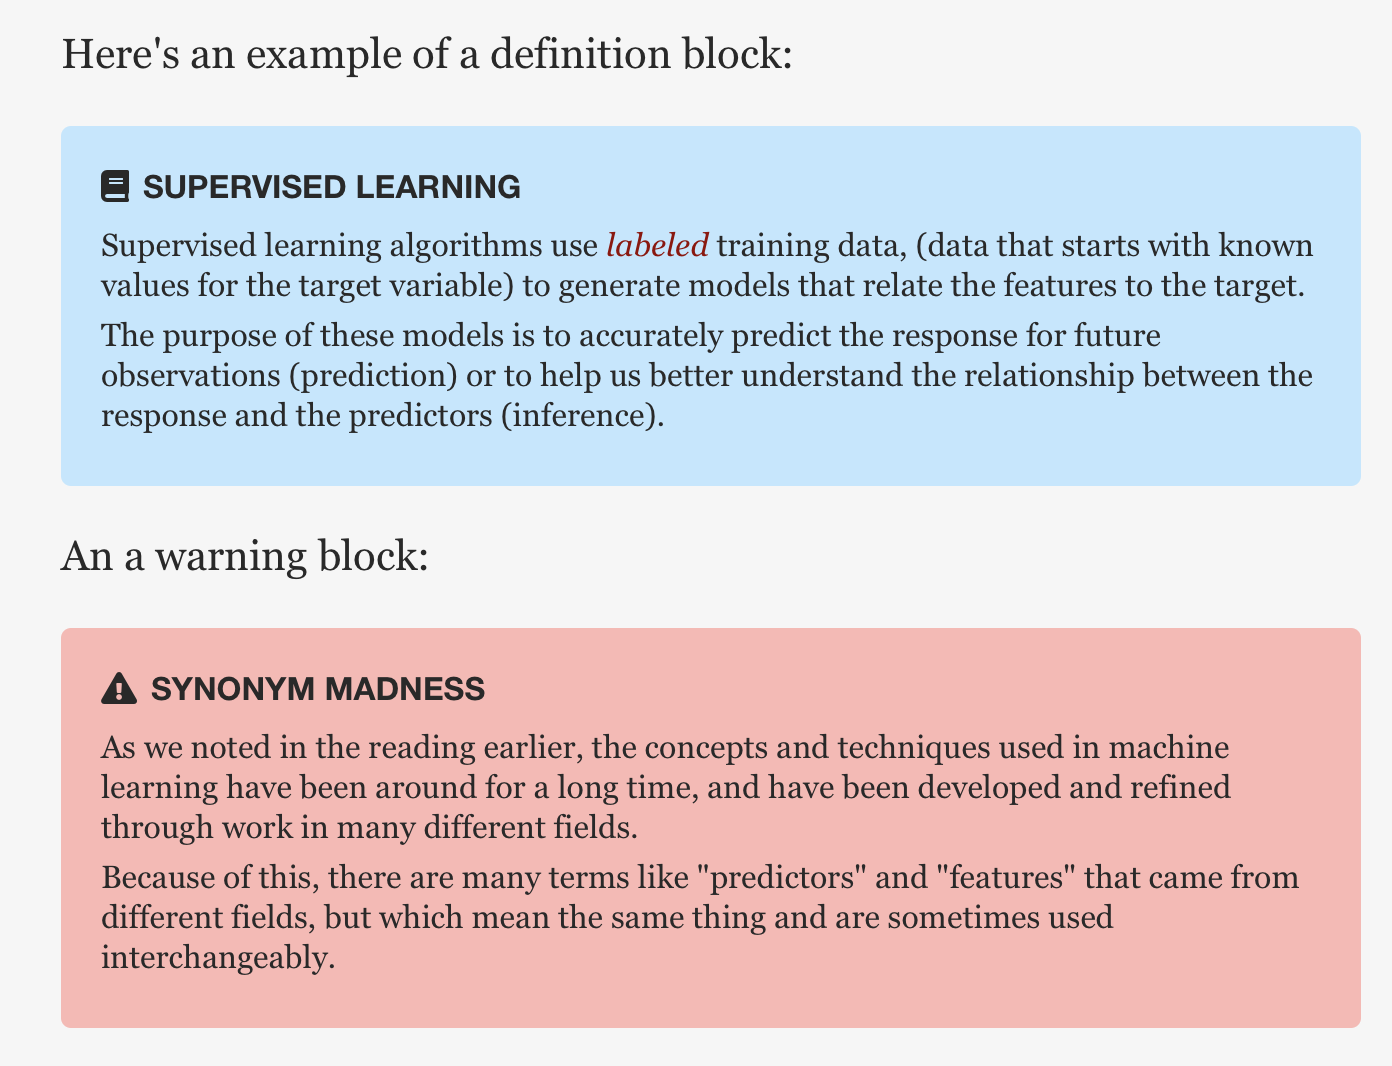 Here's an example of a definition block:
SUPERVISED LEARNING
Supervised learning algorithms use labeled training data, (data that starts with known
values for the target variable) to generate models that relate the features to the target.
The purpose of these models is to accurately predict the response for future
observations (prediction) or to help us better understand the relationship between the
response and the predictors (inference).
An a warning block:
SYNONYM MADNESS
As we noted in the reading earlier, the concepts and techniques used in machine
learning have been around for a long time, and have been developed and refined
through work in many different fields.
Because of this, there are many terms like "predictors" and "features" that came from
different fields, but which mean the same thing and are sometimes used
interchangeably.